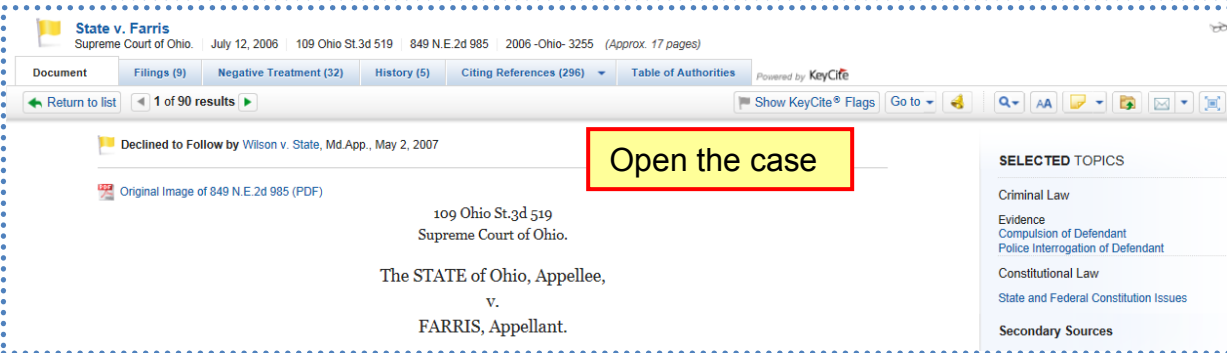 State v. Farris
Supreme Court of Ohio. July 12, 2006 109 Ohio St.3d 519 849 N.E.2d 985 2006 -Ohio- 3255 (Approx. 17 pages)
Document Filings (9) Negative Treatment (32) History (5) Citing References (296) Table of Authorities Powered by KeyCite
Return to list 1 of 90 results Show KeyCite® Flags Go to AA
Declined to Follow by Wilson v. State, Md.App., May 2, 2007
Open the case
Original Image of 849 N.E.2d 985 (PDF)
109 Ohio St.3d 519
Supreme Court of Ohio.
The STATE of Ohio, Appellee,
v.
FARRIS, Appellant.
SELECTED TOPICS
Criminal Law
Evidence
Compulsion of Defendant
Police Interrogation of Defendant
Constitutional Law
State and Federal Constitution Issues
Secondary Sources